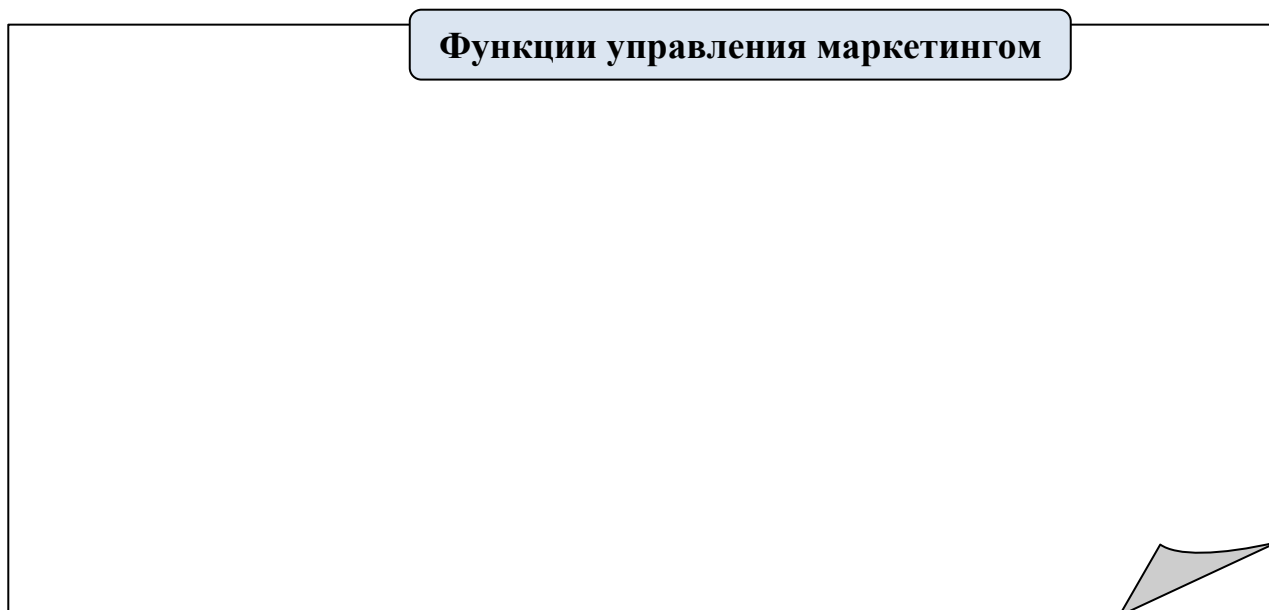 Функции управления маркетингом